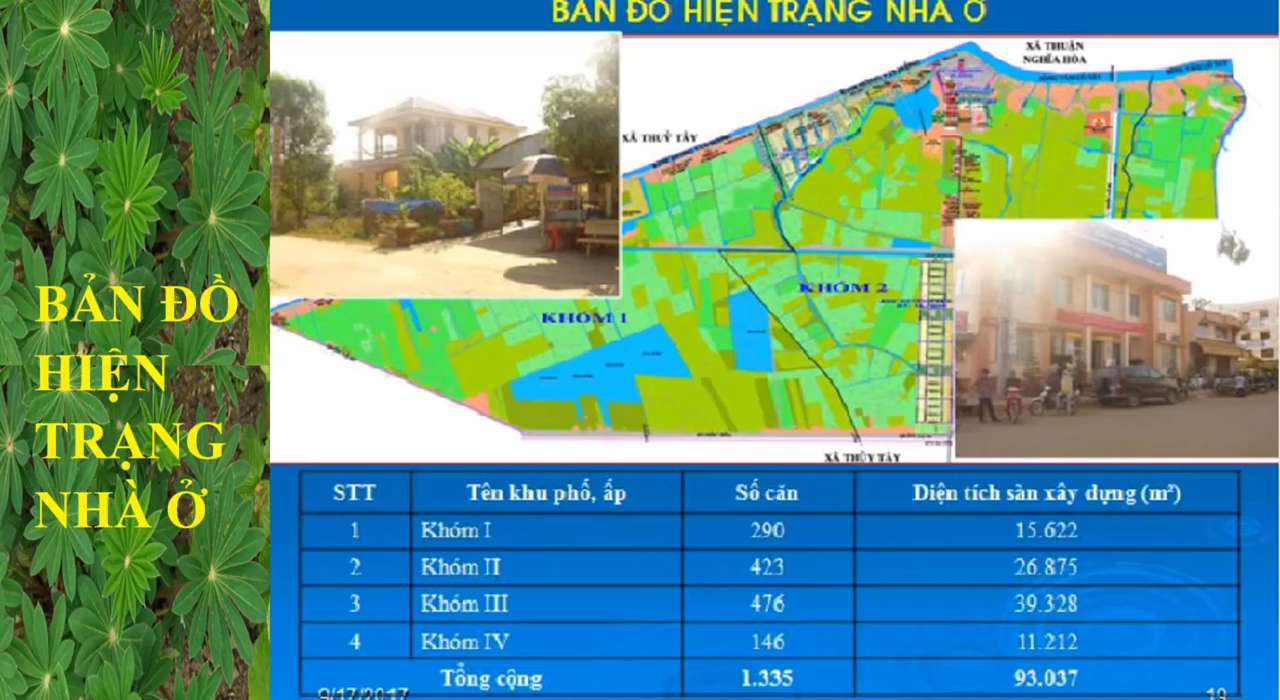 BẢN ĐỒ HIỆN TRẠNG NHÀ Ở
BẢN ĐỒ
HIỆN
TRẠNG
NHÀ Ở
XÃ THUẬN
NGHĨA HÒA
XÃ THUỶ TÂY
KHÓM 2
KHÓM 1
XÃ THỦY TÂY
STT Tên khu phố, ấp Số căn Diện tích sàn xây dựng (m²)
1 Khóm I 290 15.622
2 Khóm II 423 26.875
3 Khóm III 476 39.328
4 Khóm IV 146 11.212
Tổng cộng 1.335 93.037
9/17/2017